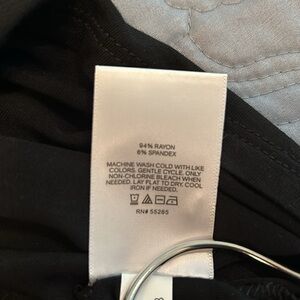 94% RAYON
6% SPANDEX
MACHINE WASH COLD WITH LIKE
COLORS. GENTLE CYCLE. ONLY
NON-CHLORINE BLEACH WHEN
NEEDED. LAY FLAT TO DRY. COOL
IRON IF NEEDED.
RN# 55285